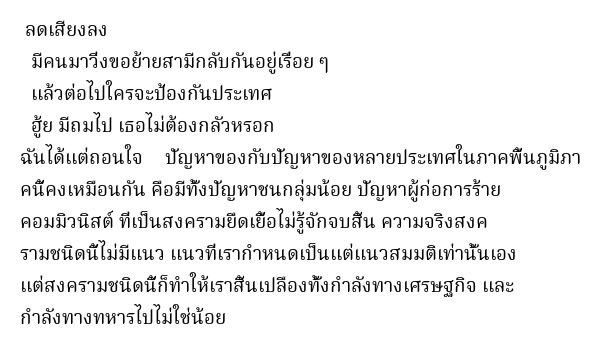 ลดเสียงลง
มีคนมาวิ่งขอย้ายสามีกลับกันอยู่เรื่อย ๆ
แล้วต่อไปใครจะป้องกันประเทศ
ฮู้ย มีถมไป เธอไม่ต้องกลัวหรอก
ฉันได้แต่ถอนใจ ปัญหาของกับปัญหาของหลายประเทศในภาคพื้นภูมิภา
คนี้คงเหมือนกัน คือมีทั้งปัญหาชนกลุ่มน้อย ปัญหาผู้ก่อการร้าย
คอมมิวนิสต์ ที่เป็นสงครามยืดเยื้อไม่รู้จักจบสิ้น ความจริงสงค
รามชนิดนี้ไม่มีแนว แนวที่เรากำหนดเป็นแต่แนวสมมติเท่านั้นเอง
แต่สงครามชนิดนี้ก็ทำให้เราสิ้นเปลืองทั้งกำลังทางเศรษฐกิจ และ
กำลังทางทหารไปไม่ใช่น้อย